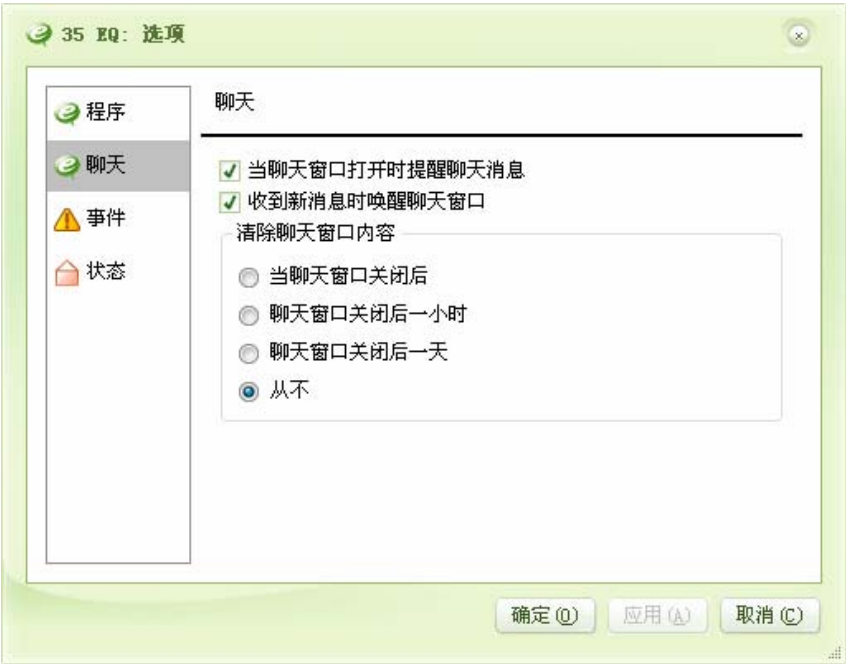 35 EQ: 选项
程序
聊天
事件
状态
聊天
当聊天窗口打开时提醒聊天消息
收到新消息时唤醒聊天窗口
清除聊天窗口内容
当聊天窗口关闭后
聊天窗口关闭后一小时
聊天窗口关闭后一天
从不
确定(O)
应用(A)
取消(C)